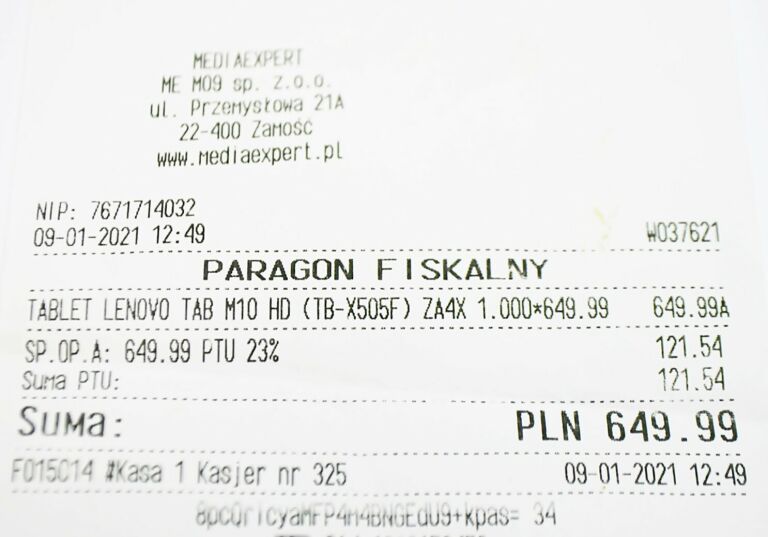 MEDIAEXPERT
ME M09 sp. z.o.o.
ul. Przemysłowa 21A
22-400 Zamość
www.mediaexpert.pl
NIP: 7671714032
09-01-2021 12:49 W037621
PARAGON FISKALNY
TABLET LENOVO TAB M10 HD (TB-X505F) ZA4X 1.000*649.99 649.99A
SP.OP.A: 649.99 PTU 23% 121.54
Suma PTU: 121.54
Suma: PLN 649.99
F015014 #Kasa 1 Kasjer nr 325 09-01-2021 12:49
34